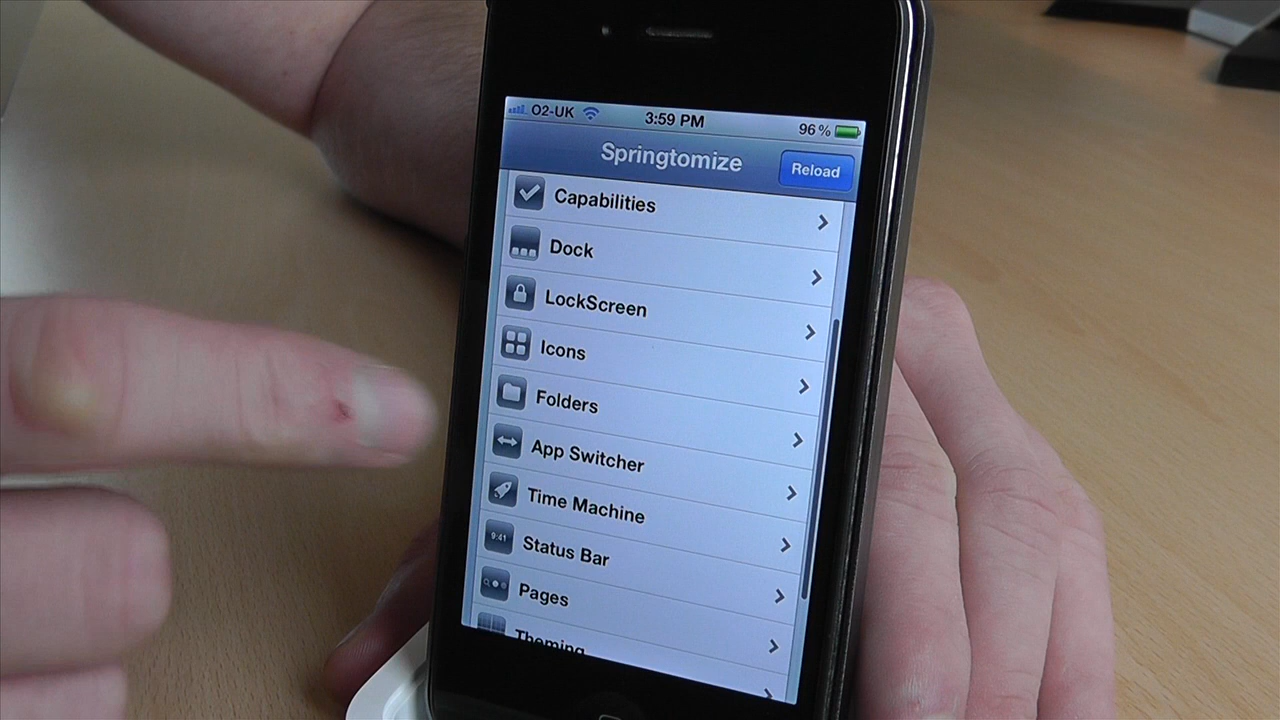 O2-UK 3:59 PM 96%
Springtomize Reload
Capabilities
Dock
LockScreen
Icons
Folders
App Switcher
Time Machine
9:41 Status Bar
Pages
Theming